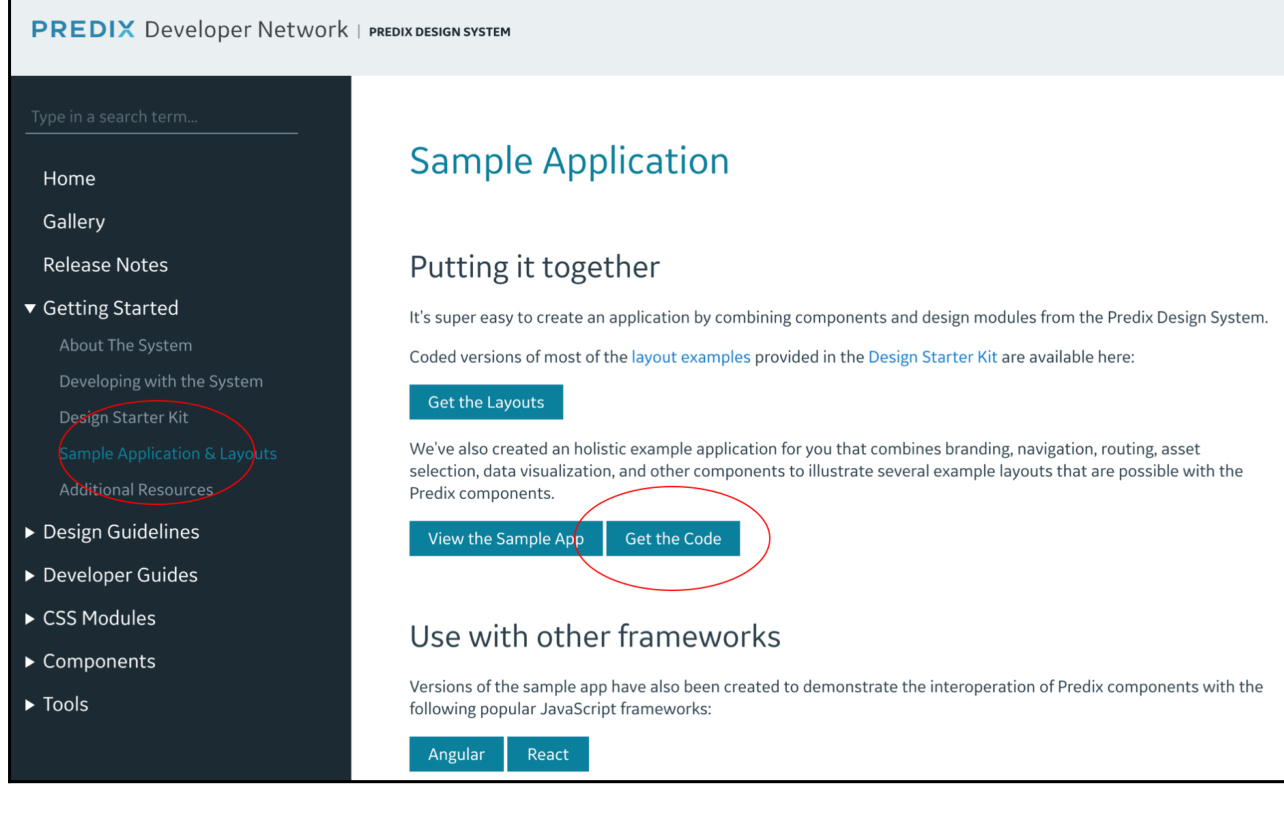 PREDIX Developer Network | PREDIX DESIGN SYSTEM
Type in a search term...
Home
Gallery
Release Notes
Getting Started
About The System
Developing with the System
Design Starter Kit
Sample Application & Layouts
Additional Resources
Design Guidelines
Developer Guides
CSS Modules
Components
Tools
Sample Application
Putting it together
It's super easy to create an application by combining components and design modules from the Predix Design System.
Coded versions of most of the layout examples provided in the Design Starter Kit are available here:
Get the Layouts
We've also created an holistic example application for you that combines branding, navigation, routing, asset
selection, data visualization, and other components to illustrate several example layouts that are possible with the
Predix components.
View the Sample App Get the Code
Use with other frameworks
Versions of the sample app have also been created to demonstrate the interoperation of Predix components with the
following popular JavaScript frameworks:
Angular React